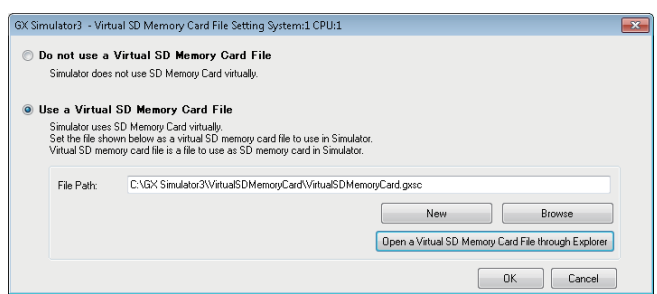 GX Simulator3 - Virtual SD Memory Card File Setting System:1 CPU:1
Do not use a Virtual SD Memory Card File
Simulator does not use SD Memory Card virtually.
Use a Virtual SD Memory Card File
Simulator uses SD Memory Card virtually.
Set the file shown below as a virtual SD memory card file to use in Simulator.
Virtual SD memory card file is a file to use as SD memory card in Simulator.
File Path: C:\GX Simulator3\VirtualSDMemoryCard\VirtualSDMemoryCard.gxsc
New Browse
Open a Virtual SD Memory Card File through Explorer
OK Cancel